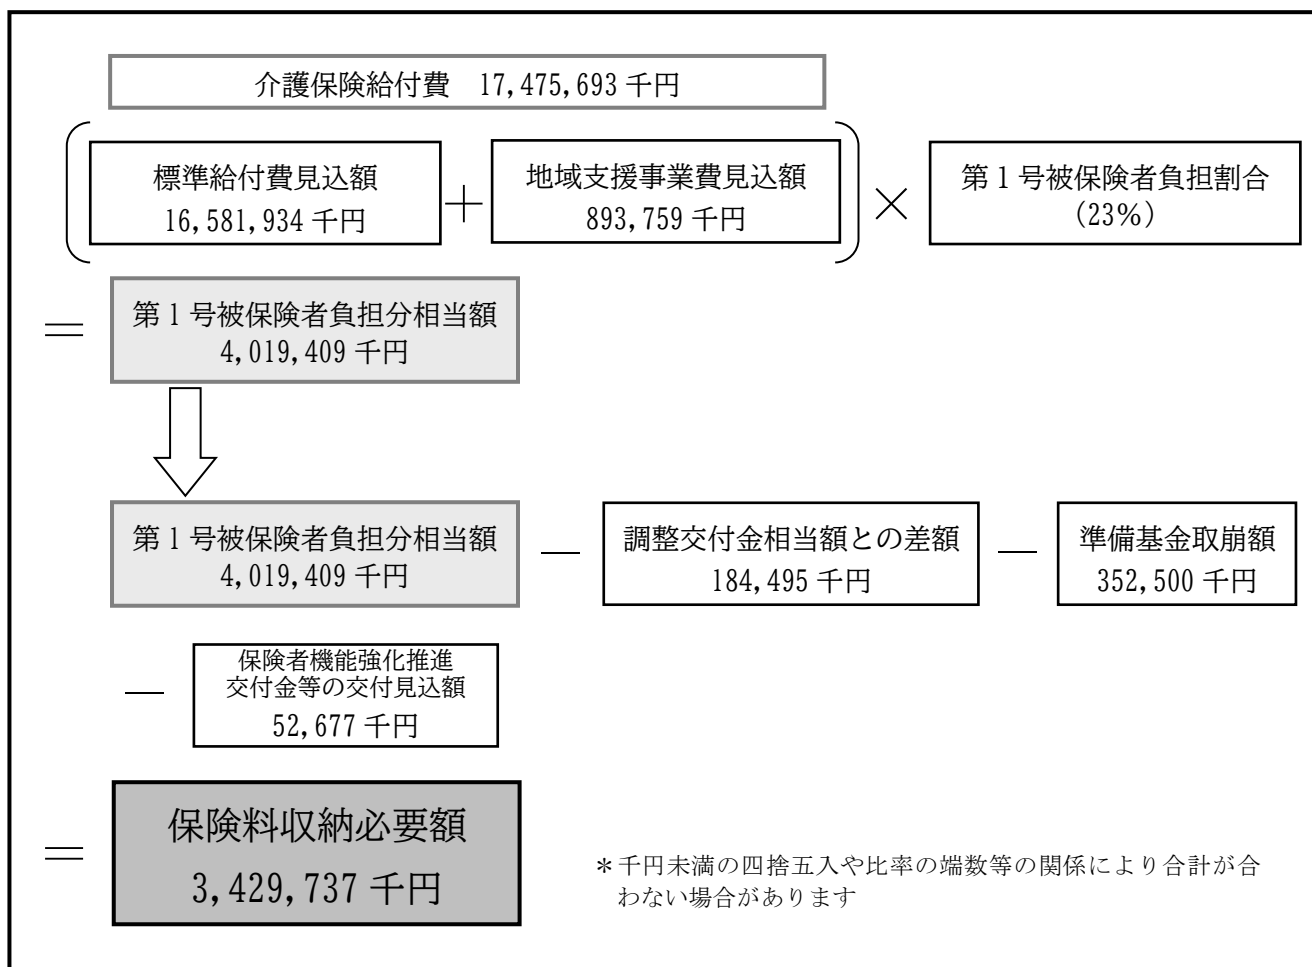 介護保険給付費 17,475,693 千円
標準給付費見込額
16,581,934 千円
＋
地域支援事業費見込額
893,759 千円
×
第1号被保険者負担割合
(23%)
＝
第1号被保険者負担分相当額
4,019,409 千円
第1号被保険者負担分相当額
4,019,409 千円
－
調整交付金相当額との差額
184,495 千円
－
準備基金取崩額
352,500 千円
－
保険者機能強化推進
交付金等の交付見込額
52,677 千円
＝
保険料収納必要額
3,429,737 千円
＊千円未満の四捨五入や比率の端数等の関係により合計が合
わない場合があります